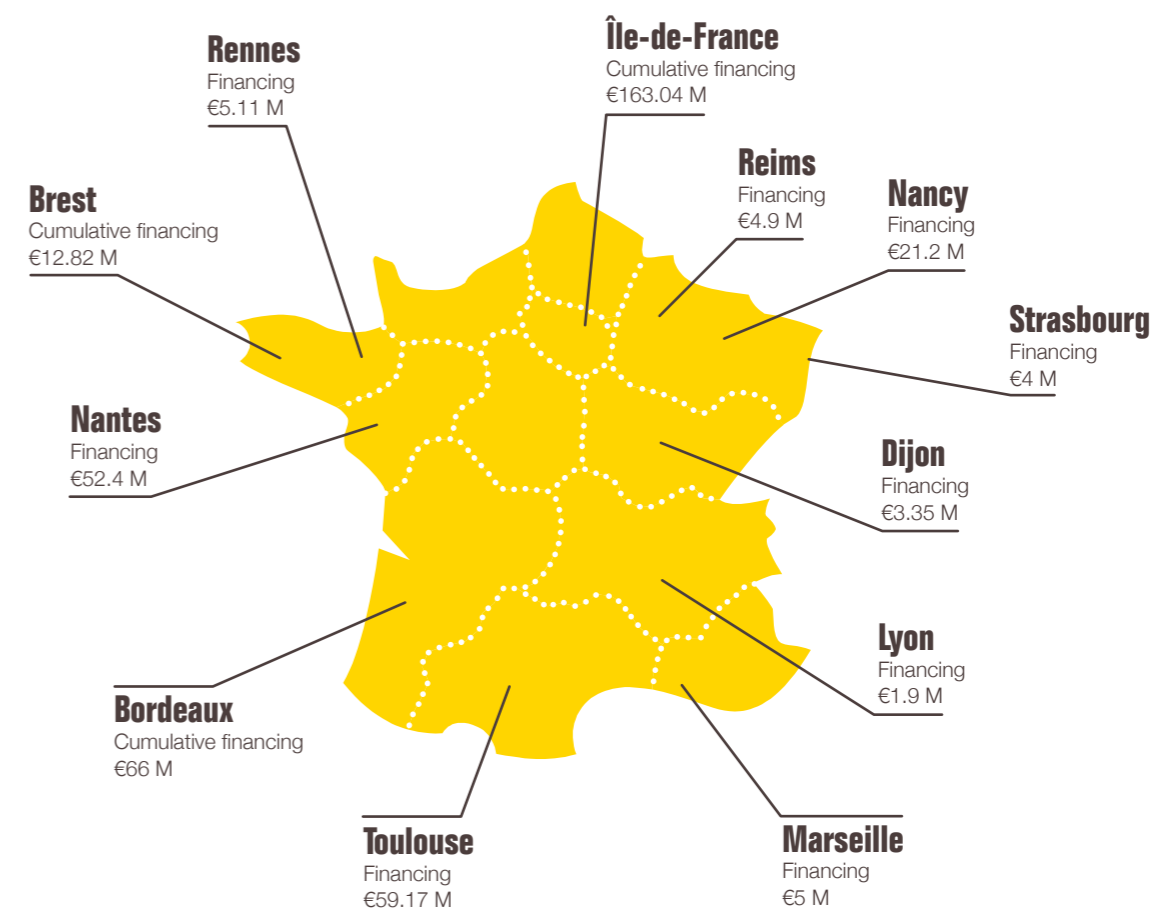 Île-de-France
Cumulative financing
€163.04 M
Rennes
Financing
€5.11 M
Reims
Financing
€4.9 M
Nancy
Financing
€21.2 M
Brest
Cumulative financing
€12.82 M
Strasbourg
Financing
€4 M
Nantes
Financing
€52.4 M
Dijon
Financing
€3.35 M
Lyon
Financing
€1.9 M
Bordeaux
Cumulative financing
€66 M
Toulouse
Financing
€59.17 M
Marseille
Financing
€5 M